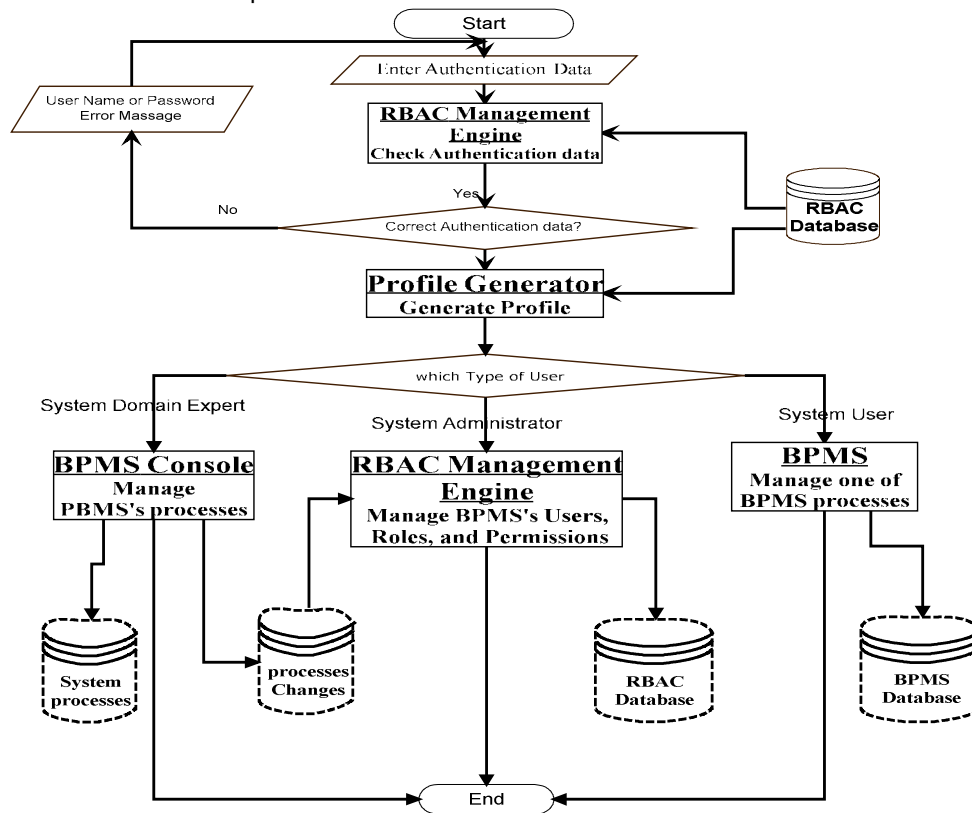 Start
Enter Authentication Data
User Name or Password
Error Massage
RBAC Management
Engine
Check Authentication data
Yes
No
Correct Authentication data?
RBAC
Database
Profile Generator
Generate Profile
which Type of User
System Domain Expert
System Administrator
System User
BPMS Console
Manage
PBMS's processes
RBAC Management
Engine
Manage BPMS's Users,
Roles, and Permissions
BPMS
Manage one of
BPMS processes
System
processes
processes
Changes
RBAC
Database
BPMS
Database
End